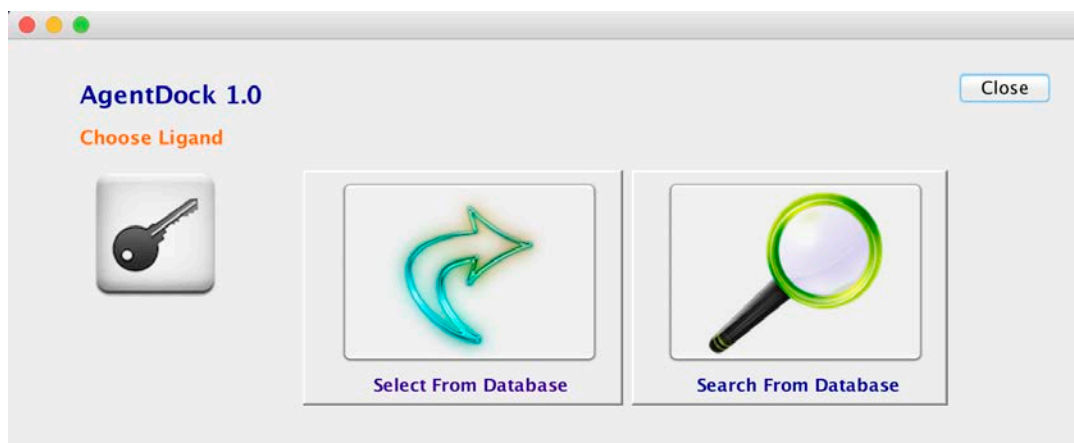 AgentDock 1.0
Close
Choose Ligand
Select From Database
Search From Database